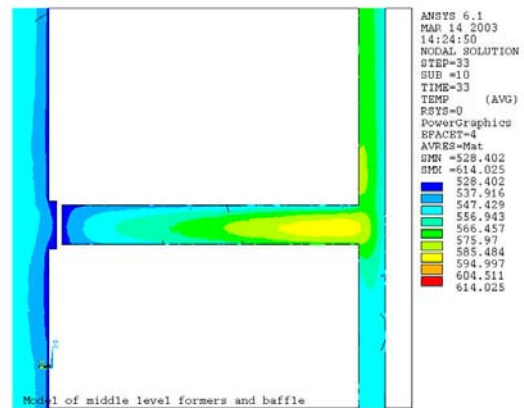 ANSYS 6.1
MAR 14 2003
14:24:50
NODAL SOLUTION
STEP=33
SUB =10
TIME=33
TEMP (AVG)
RSYS=0
PowerGraphics
EFACET=4
AVRES=Mat
SMN =528.402
SMX =614.025
528.402
537.916
547.429
556.943
566.457
575.97
585.484
594.997
604.511
614.025
Model of middle level formers and baffle